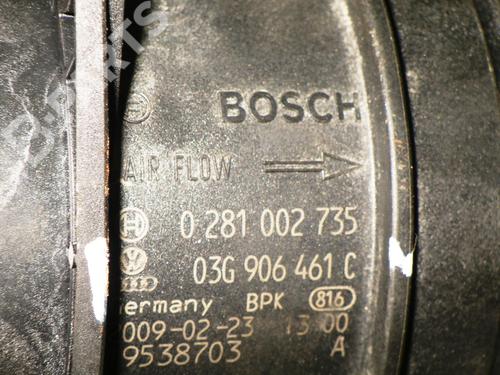 BOSCH
AIR FLOW
0 281 002 735
03G 906 461 C
ermany BPK 816
009-02-23 13:00
9538703 A